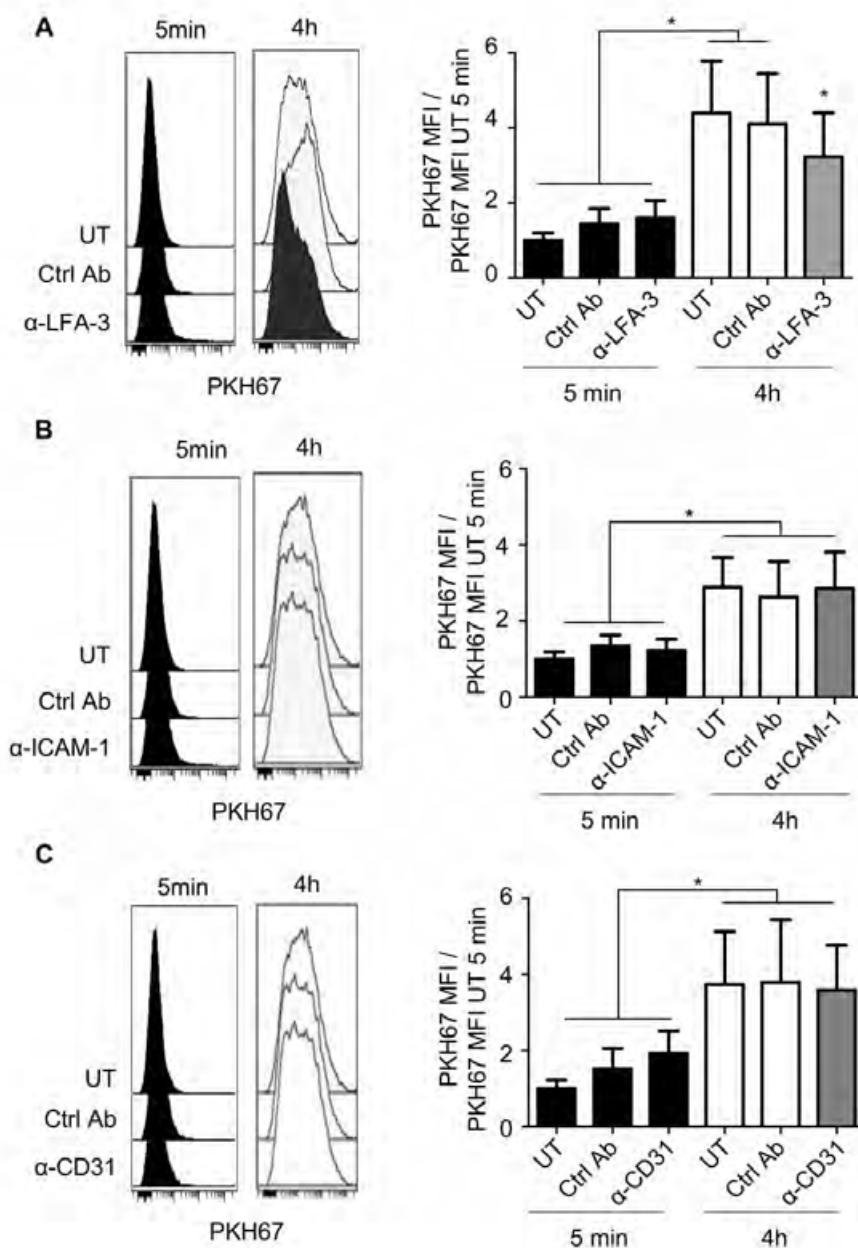 A
5min
4h
UT
Ctrl Ab
α-LFA-3
PKH67
PKH67 MFI /
PKH67 MFI UT 5 min
6
4
2
0
*
*
UT
Ctrl Ab
α-LFA-3
UT
Ctrl Ab
α-LFA-3
5 min
4h
B
5min
4h
UT
Ctrl Ab
α-ICAM-1
PKH67
PKH67 MFI /
PKH67 MFI UT 5 min
6
4
2
0
*
UT
Ctrl Ab
α-ICAM-1
UT
Ctrl Ab
α-ICAM-1
5 min
4h
C
5min
4h
UT
Ctrl Ab
α-CD31
PKH67
PKH67 MFI /
PKH67 MFI UT 5 min
6
4
2
0
*
UT
Ctrl Ab
α-CD31
UT
Ctrl Ab
α-CD31
5 min
4h